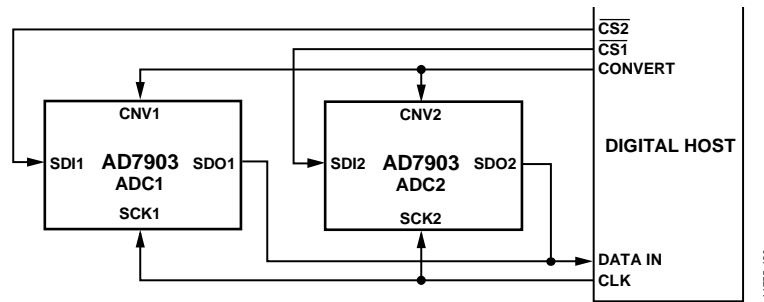 CS2
CS1
CONVERT
CNV1
CNV2
SDI1
AD7903
SDO1
ADC1
SCK1
SDI2
AD7903
SDO2
ADC2
SCK2
DIGITAL HOST
DATA IN
CLK